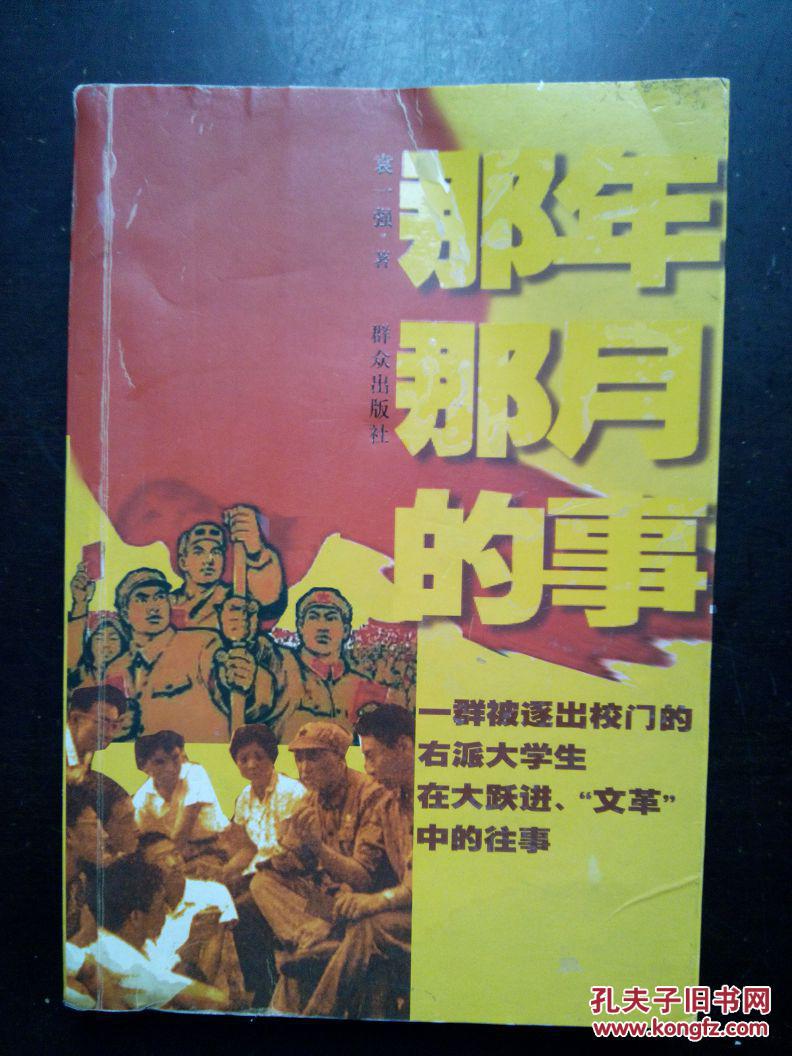 那年
那月
的事
袁一强·著
群众出版社
一群被逐出校门的
右派大学生
在大跃进、“文革”
中的往事
孔夫子旧书网
www.kongfz.com